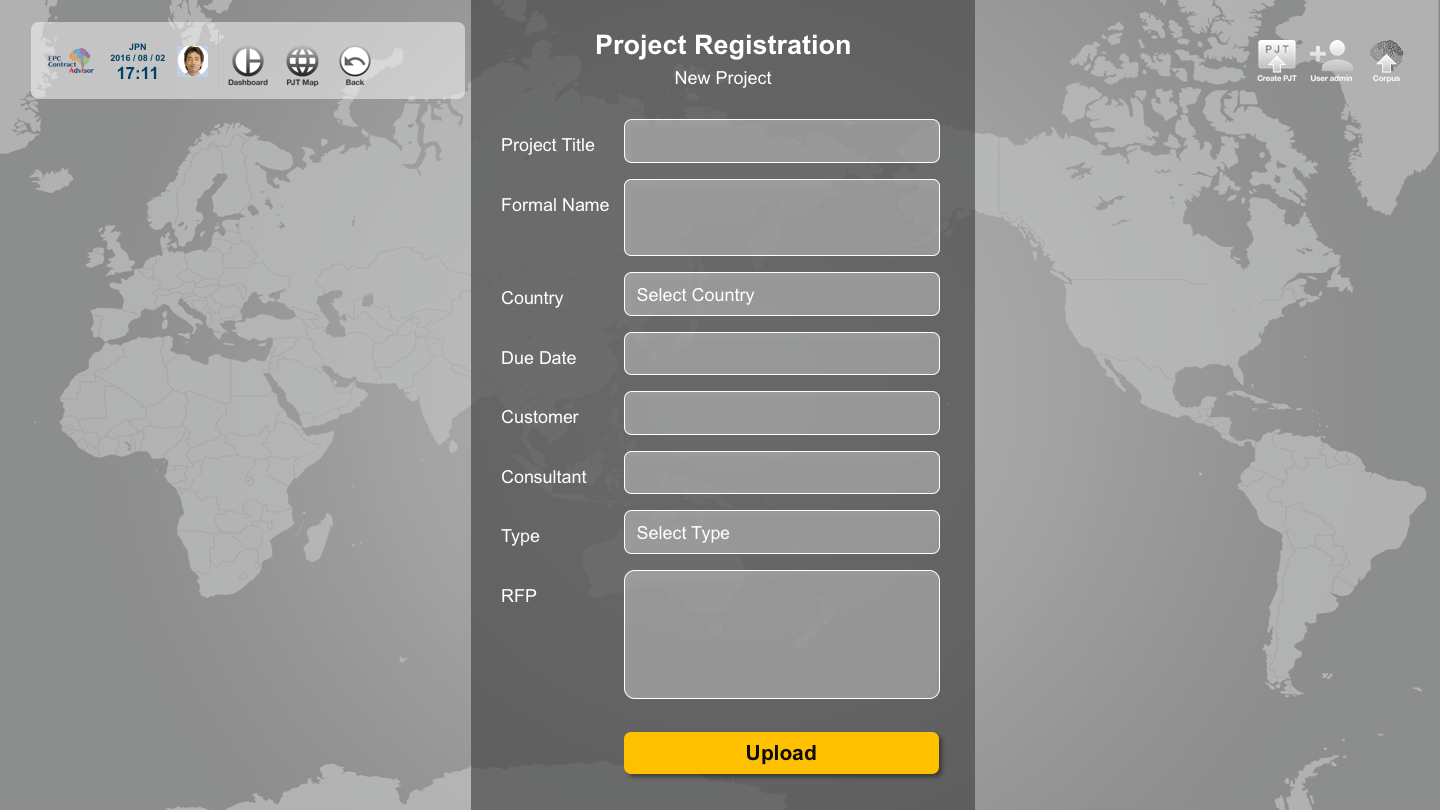 EPC
Contract
Advisor
JPN
2016 / 08 / 02
17:11
Dashboard
PJT Map
Back
Project Registration
New Project
PJT
Create PJT
User admin
Corpus
Project Title
Formal Name
Country
Select Country
Due Date
Customer
Consultant
Type
Select Type
RFP
Upload